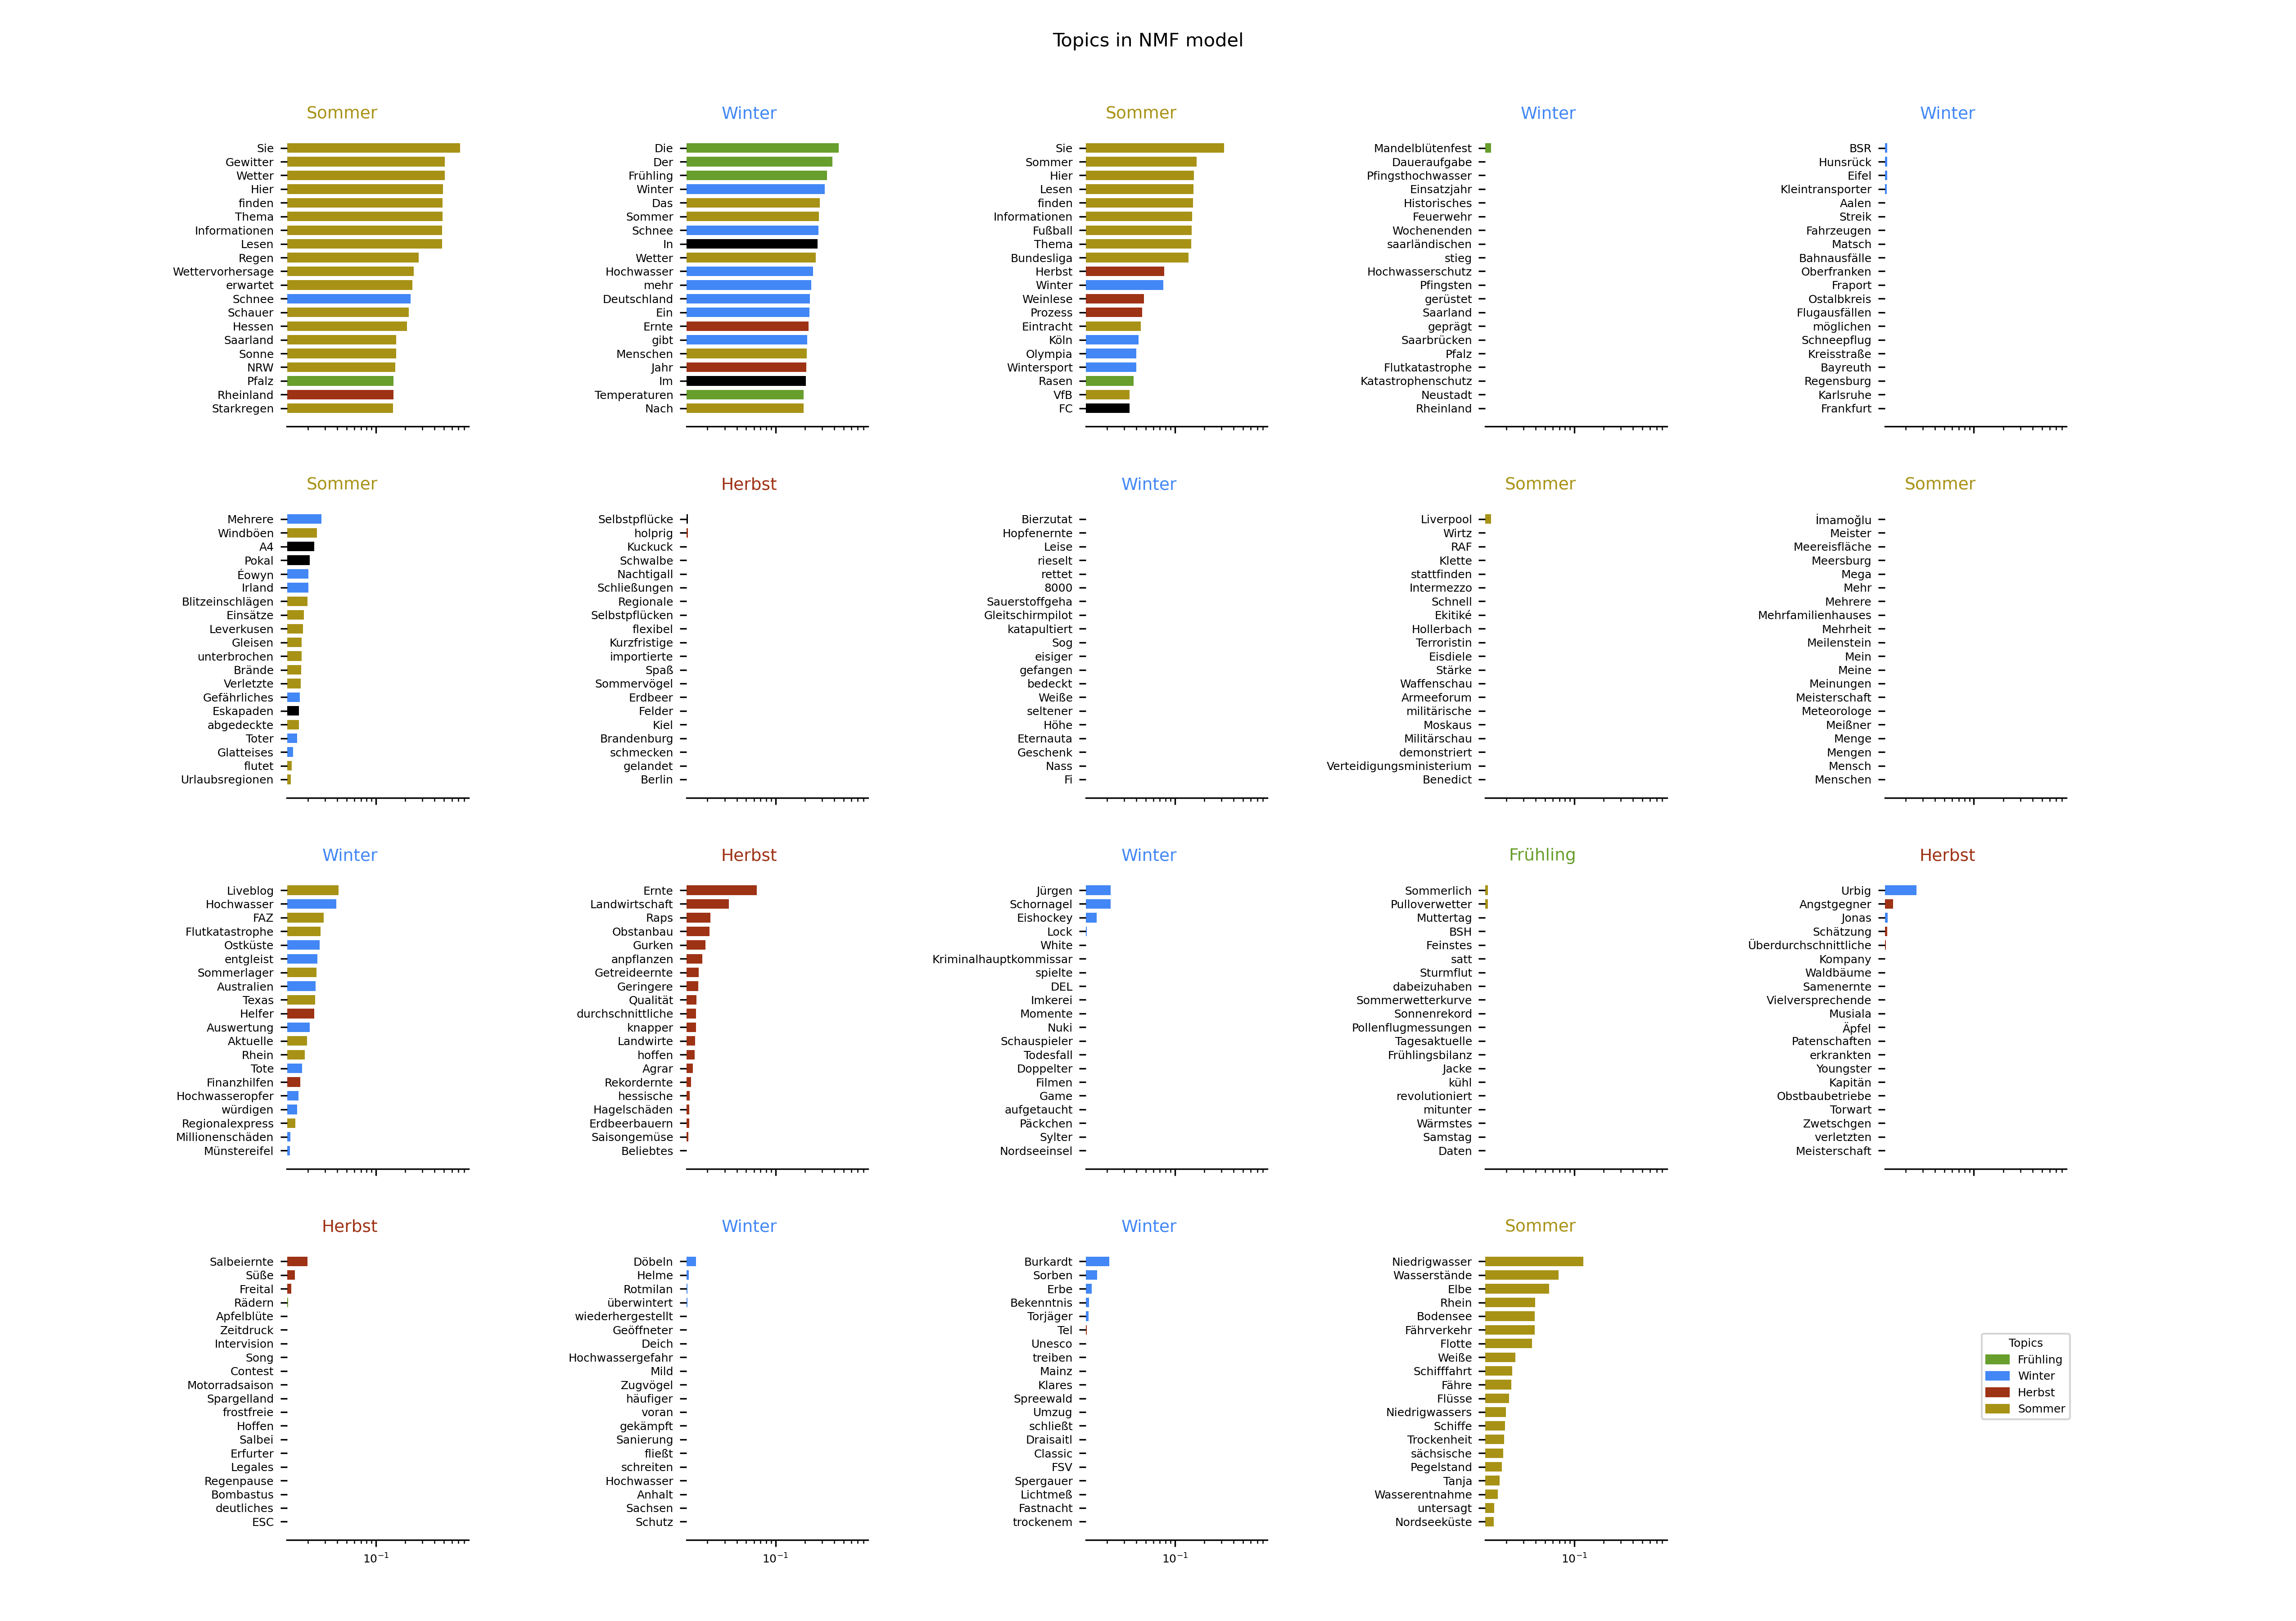 Topics in NMF model
Sommer
Sie
Gewitter
Wetter
Hier
finden
Thema
Informationen
Lesen
Regen
Wettervorhersage
erwartet
Schnee
Schauer
Hessen
Saarland
Sonne
NRW
Pfalz
Rheinland
Starkregen
Winter
Die
Der
Frühling
Winter
Das
Sommer
Schnee
In
Wetter
Hochwasser
mehr
Deutschland
Ein
Ernte
gibt
Menschen
Jahr
Im
Temperaturen
Nach
Sommer
Sie
Sommer
Hier
Lesen
finden
Informationen
Fußball
Thema
Bundesliga
Herbst
Winter
Weinlese
Prozess
Eintracht
Köln
Olympia
Wintersport
Rasen
VfB
FC
Winter
Mandelblütenfest
Daueraufgabe
Pfingsthochwasser
Einsatzjahr
Historisches
Feuerwehr
Wochenenden
saarländischen
stieg
Hochwasserschutz
Pfingsten
gerüstet
Saarland
geprägt
Saarbrücken
Pfalz
Flutkatastrophe
Katastrophenschutz
Neustadt
Rheinland
Winter
BSR
Hunsrück
Eifel
Kleintransporter
Aalen
Streik
Fahrzeugen
Matsch
Bahnausfälle
Oberfranken
Fraport
Ostalbkreis
Flugausfällen
möglichen
Schneepflug
Kreisstraße
Bayreuth
Regensburg
Karlsruhe
Frankfurt
Sommer
Mehrere
Windböen
A4
Pokal
Éowyn
Irland
Blitzeinschlägen
Einsätze
Leverkusen
Gleisen
unterbrochen
Brände
Verletzte
Gefährliches
Eskapaden
abgedeckte
Toter
Glatteises
flutet
Urlaubsregionen
Herbst
Selbstpflücke
holprig
Kuckuck
Schwalbe
Nachtigall
Schließungen
Regionale
Selbstpflücken
flexibel
Kurzfristige
importierte
Spaß
Sommervögel
Erdbeer
Felder
Kiel
Brandenburg
schmecken
gelandet
Berlin
Winter
Bierzutat
Hopfenernte
Leise
rieselt
rettet
8000
Sauerstoffgeha
Gleitschirmpilot
katapultiert
Sog
eisiger
gefangen
bedeckt
Weiße
seltener
Höhe
Eternauta
Geschenk
Nass
Fi
Sommer
Liverpool
Wirtz
RAF
Klette
stattfinden
Intermezzo
Schnell
Ekitiké
Hollerbach
Terroristin
Eisdiele
Stärke
Waffenschau
Armeeforum
militärische
Moskaus
Militärschau
demonstriert
Verteidigungsministerium
Benedict
Sommer
İmamoğlu
Meister
Meereisfläche
Meersburg
Mega
Mehr
Mehrere
Mehrfamilienhauses
Mehrheit
Meilenstein
Mein
Meine
Meinungen
Meisterschaft
Meteorologe
Meißner
Menge
Mengen
Mensch
Menschen
Winter
Liveblog
Hochwasser
FAZ
Flutkatastrophe
Ostküste
entgleist
Sommerlager
Australien
Texas
Helfer
Auswertung
Aktuelle
Rhein
Tote
Finanzhilfen
Hochwasseropfer
würdigen
Regionalexpress
Millionenschäden
Münstereifel
Herbst
Ernte
Landwirtschaft
Raps
Obstanbau
Gurken
anpflanzen
Getreideernte
Geringere
Qualität
durchschnittliche
knapper
Landwirte
hoffen
Agrar
Rekordernte
hessische
Hagelschäden
Erdbeerbauern
Saisongemüse
Beliebtes
Winter
Jürgen
Schornagel
Eishockey
Lock
White
Kriminalhauptkommissar
spielte
DEL
Imkerei
Momente
Nuki
Schauspieler
Todesfall
Doppelter
Filmen
Game
aufgetaucht
Päckchen
Sylter
Nordseeinsel
Frühling
Sommerlich
Pulloverwetter
Muttertag
BSH
Feinstes
satt
Sturmflut
dabeizuhaben
Sommerwetterkurve
Sonnenrekord
Pollenflugmessungen
Tagesaktuelle
Frühlingsbilanz
Jacke
kühl
revolutioniert
mitunter
Wärmstes
Samstag
Daten
Herbst
Urbig
Angstgegner
Jonas
Schätzung
Überdurchschnittliche
Kompany
Waldbäume
Samenernte
Vielversprechende
Musiala
Äpfel
Patenschaften
erkrankten
Youngster
Kapitän
Obstbaubetriebe
Torwart
Zwetschgen
verletzten
Meisterschaft
Herbst
Salbeiernte
Süße
Freital
Rädern
Apfelblüte
Zeitdruck
Intervision
Song
Contest
Motorradsaison
Spargelland
frostfreie
Hoffen
Salbei
Erfurter
Legales
Regenpause
Bombastus
deutliches
ESC
10⁻¹
Winter
Döbeln
Helme
Rotmilan
überwintert
wiederhergestellt
Geöffneter
Deich
Hochwassergefahr
Mild
Zugvögel
häufiger
voran
gekämpft
Sanierung
fließt
schreiten
Hochwasser
Anhalt
Sachsen
Schutz
10⁻¹
Winter
Burkardt
Sorben
Erbe
Bekenntnis
Torjäger
Tel
Unesco
treiben
Mainz
Klares
Spreewald
Umzug
schließt
Draisaitl
Classic
FSV
Spergauer
Lichtmeß
Fastnacht
trockenem
10⁻¹
Sommer
Niedrigwasser
Wasserstände
Elbe
Rhein
Bodensee
Fährverkehr
Flotte
Weiße
Schifffahrt
Fähre
Flüsse
Niedrigwassers
Schiffe
Trockenheit
sächsische
Pegelstand
Tanja
Wasserentnahme
untersagt
Nordseeküste
10⁻¹
Topics
Frühling
Winter
Herbst
Sommer